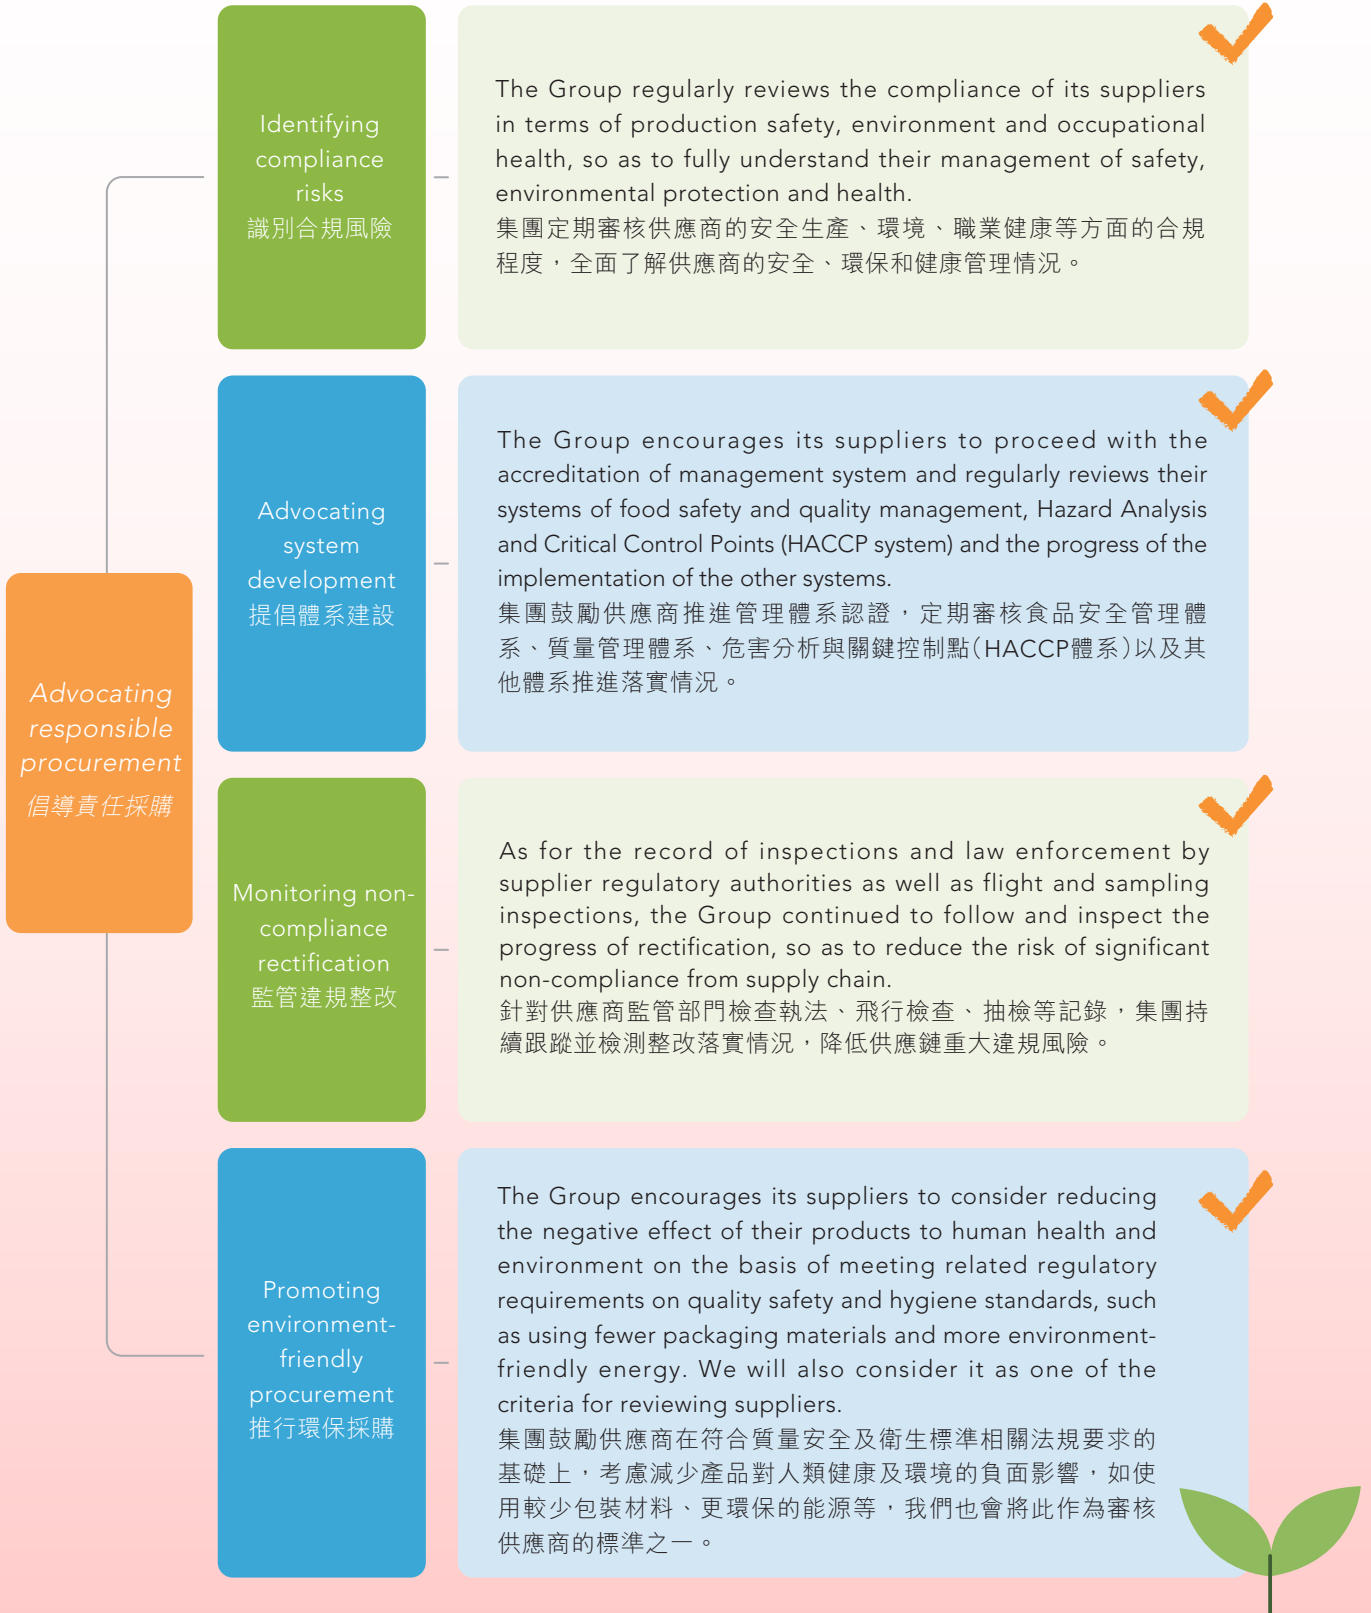 Advocating
responsible
procurement
倡導責任採購
Identifying
compliance
risks
識別合規風險
The Group regularly reviews the compliance of its suppliers
in terms of production safety, environment and occupational
health, so as to fully understand their management of safety,
environmental protection and health.
集團定期審核供應商的安全生產、環境、職業健康等方面的合規
程度，全面了解供應商的安全、環保和健康管理情況。
Advocating
system
development
提倡體系建設
The Group encourages its suppliers to proceed with the
accreditation of management system and regularly reviews their
systems of food safety and quality management, Hazard Analysis
and Critical Control Points (HACCP system) and the progress of the
implementation of the other systems.
集團鼓勵供應商推進管理體系認證，定期審核食品安全管理體
系、質量管理體系、危害分析與關鍵控制點(HACCP體系)以及其
他體系推進落實情況。
Monitoring non-
compliance
rectification
監管違規整改
As for the record of inspections and law enforcement by
supplier regulatory authorities as well as flight and sampling
inspections, the Group continued to follow and inspect the
progress of rectification, so as to reduce the risk of significant
non-compliance from supply chain.
針對供應商監管部門檢查執法、飛行檢查、抽檢等記錄，集團持
續跟蹤並檢測整改落實情況，降低供應鏈重大違規風險。
Promoting
environment-
friendly
procurement
推行環保採購
The Group encourages its suppliers to consider reducing
the negative effect of their products to human health and
environment on the basis of meeting related regulatory
requirements on quality safety and hygiene standards, such
as using fewer packaging materials and more environment-
friendly energy. We will also consider it as one of the
criteria for reviewing suppliers.
集團鼓勵供應商在符合質量安全及衛生標準相關法規要求的
基礎上，考慮減少產品對人類健康及環境的負面影響，如使
用較少包裝材料、更環保的能源等，我們也會將此作為審核
供應商的標準之一。